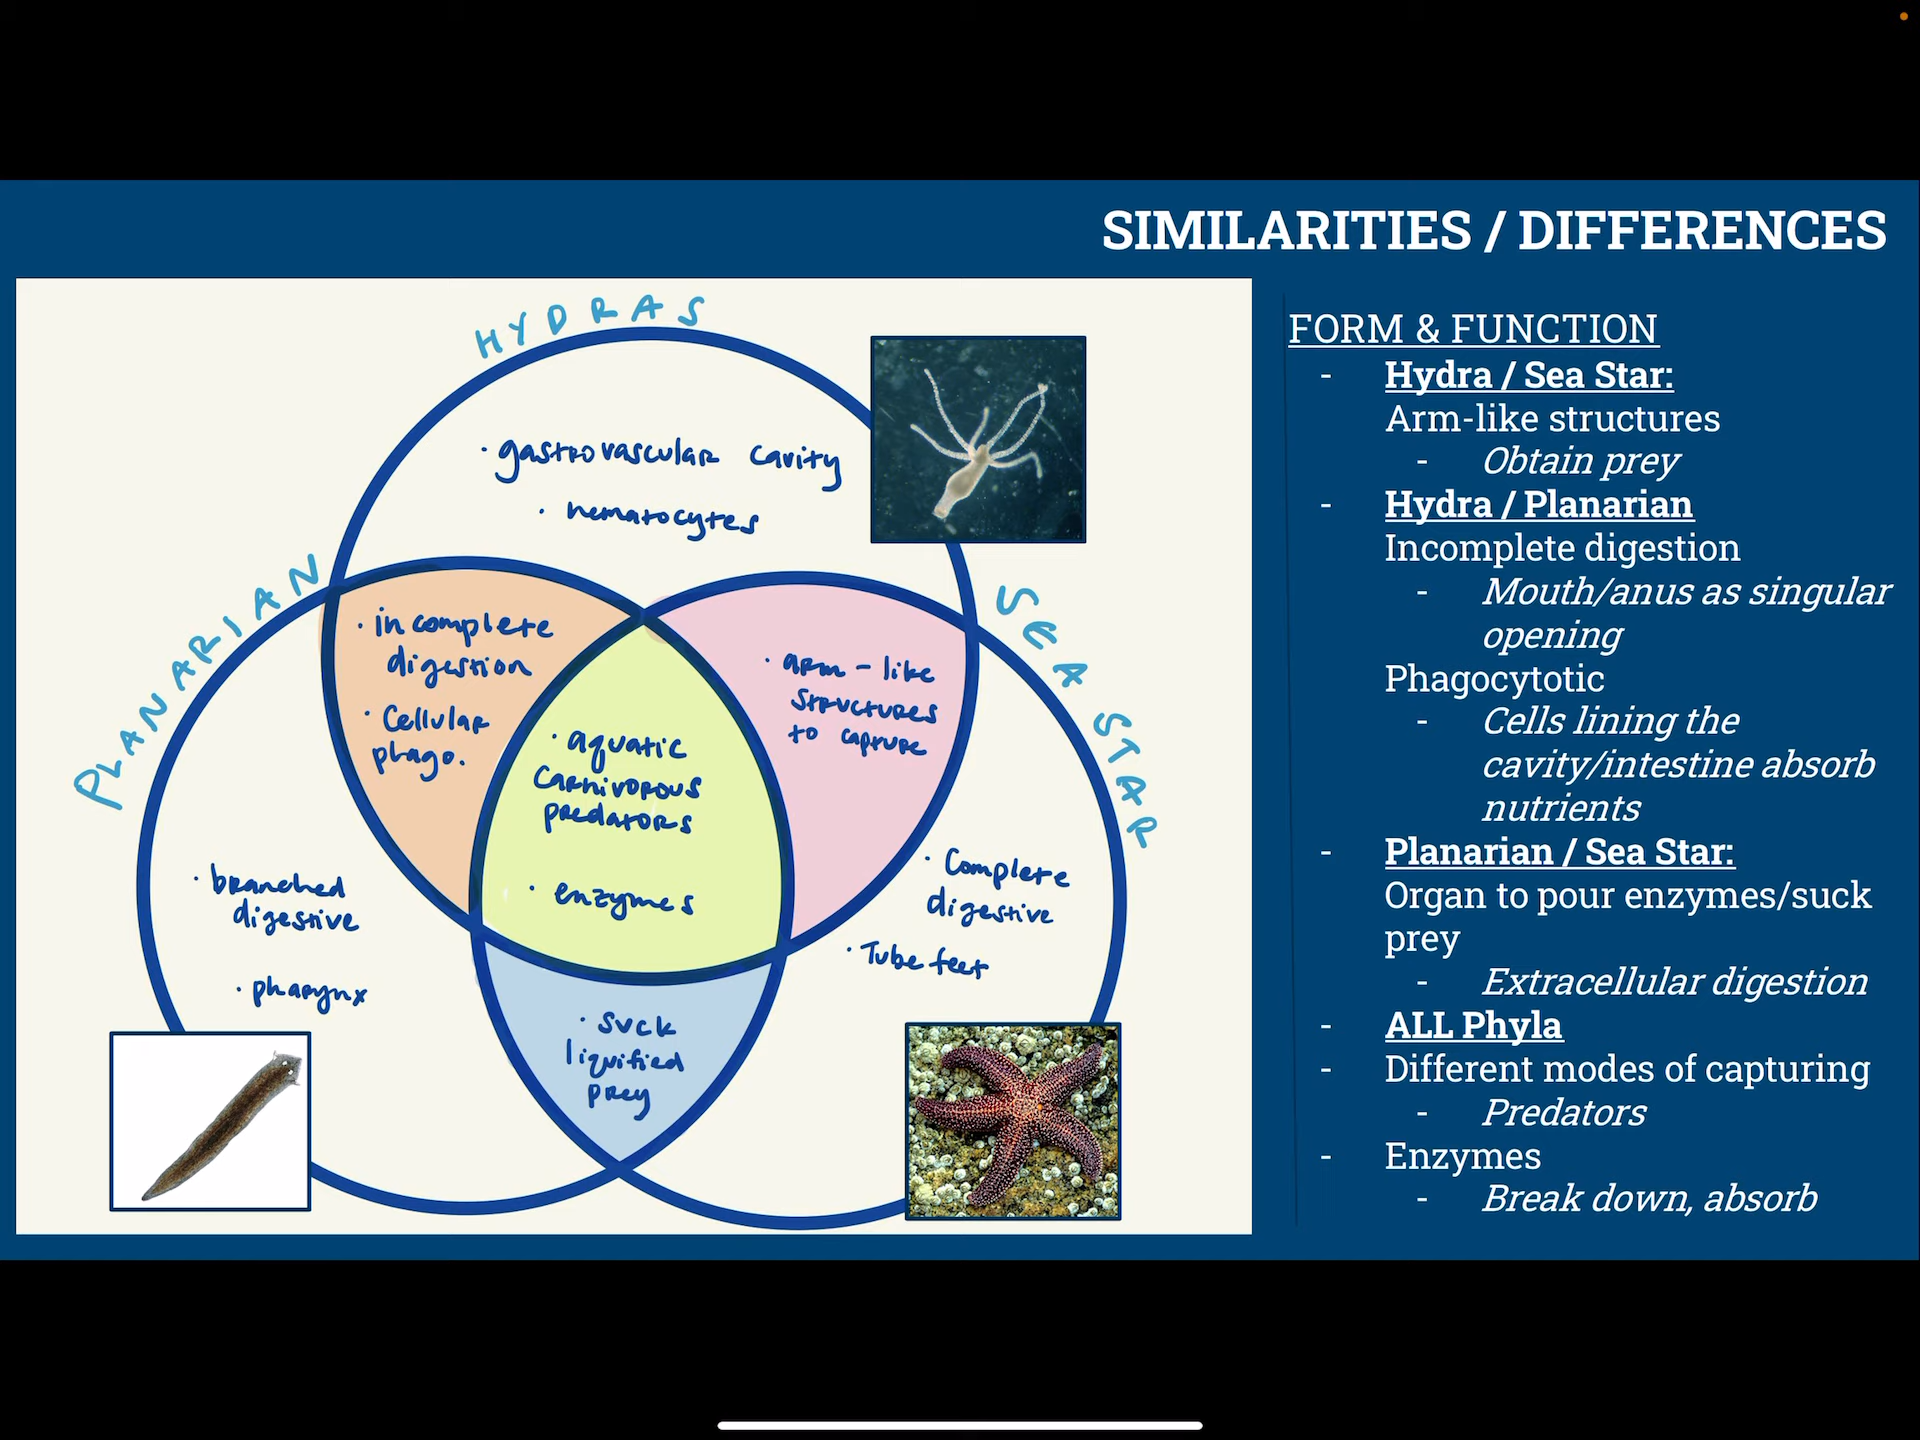 SIMILARITIES / DIFFERENCES
HYDRAS
PLANARIAN
SEA STAR
· gastrovascular cavity
· nematocytes
· incomplete
digestion
· Cellular
phago.
· arm-like
structures
to capture
· aquatic
carnivorous
predators
· enzymes
· branched
digestive
· pharynx
· Complete
digestive
· Tube feet
· suck
liquified
prey
FORM & FUNCTION
- Hydra / Sea Star:
Arm-like structures
- Obtain prey
- Hydra / Planarian
Incomplete digestion
- Mouth/anus as singular
opening
Phagocytotic
- Cells lining the
cavity/intestine absorb
nutrients
- Planarian / Sea Star:
Organ to pour enzymes/suck
prey
- Extracellular digestion
- ALL Phyla
- Different modes of capturing
- Predators
- Enzymes
- Break down, absorb